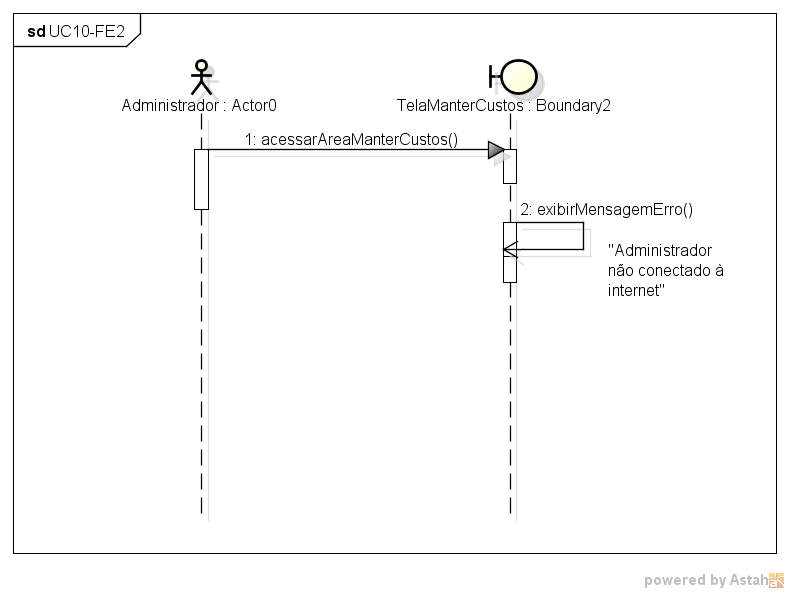 sd UC10-FE2
Administrador : Actor0
TelaManterCustos : Boundary2
1: acessarAreaManterCustos()
2: exibirMensagemErro()
"Administrador
não conectado à
internet"
powered by Astah